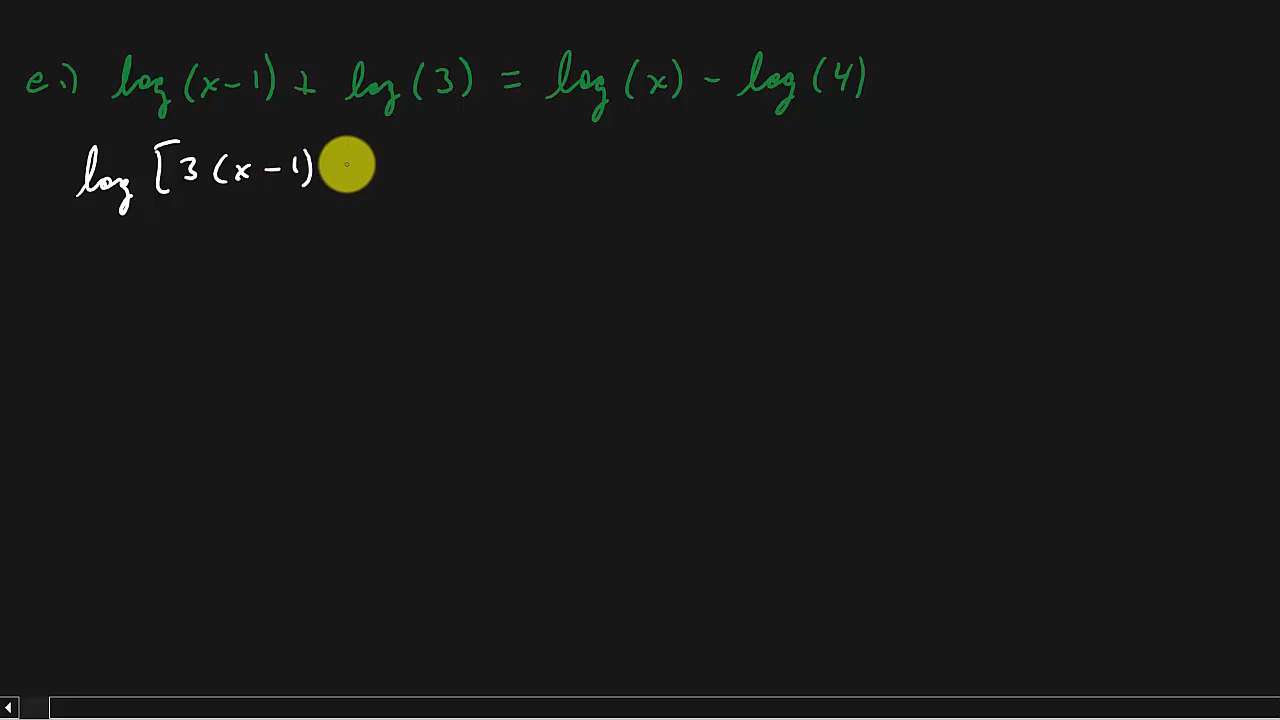 e.) log(x-1) + log(3) = log(x) - log(4)
log [3(x-1)